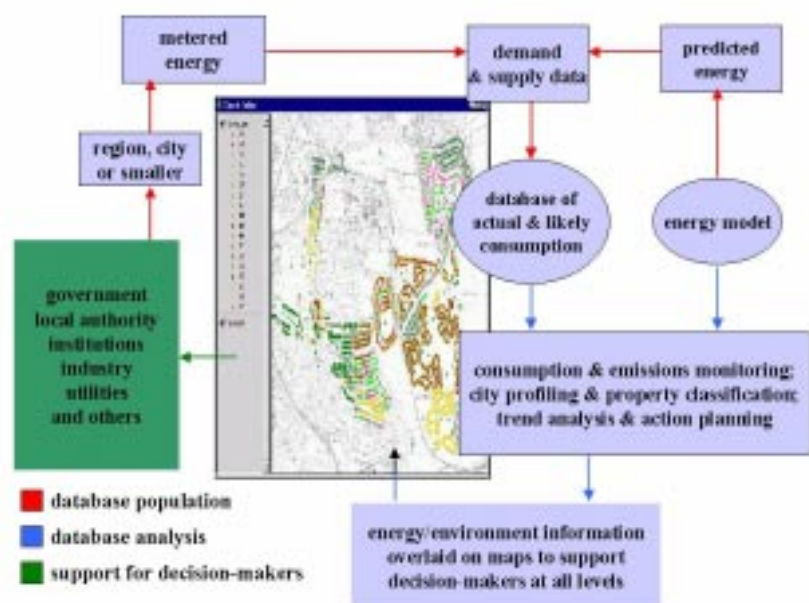 metered
energy
demand
& supply data
predicted
energy
region, city
or smaller
database of
actual & likely
consumption
energy model
government
local authority
institutions
industry
utilities
and others
consumption & emissions monitoring;
city profiling & property classification;
trend analysis & action planning
database population
database analysis
support for decision-makers
energy/environment information
overlaid on maps to support
decision-makers at all levels